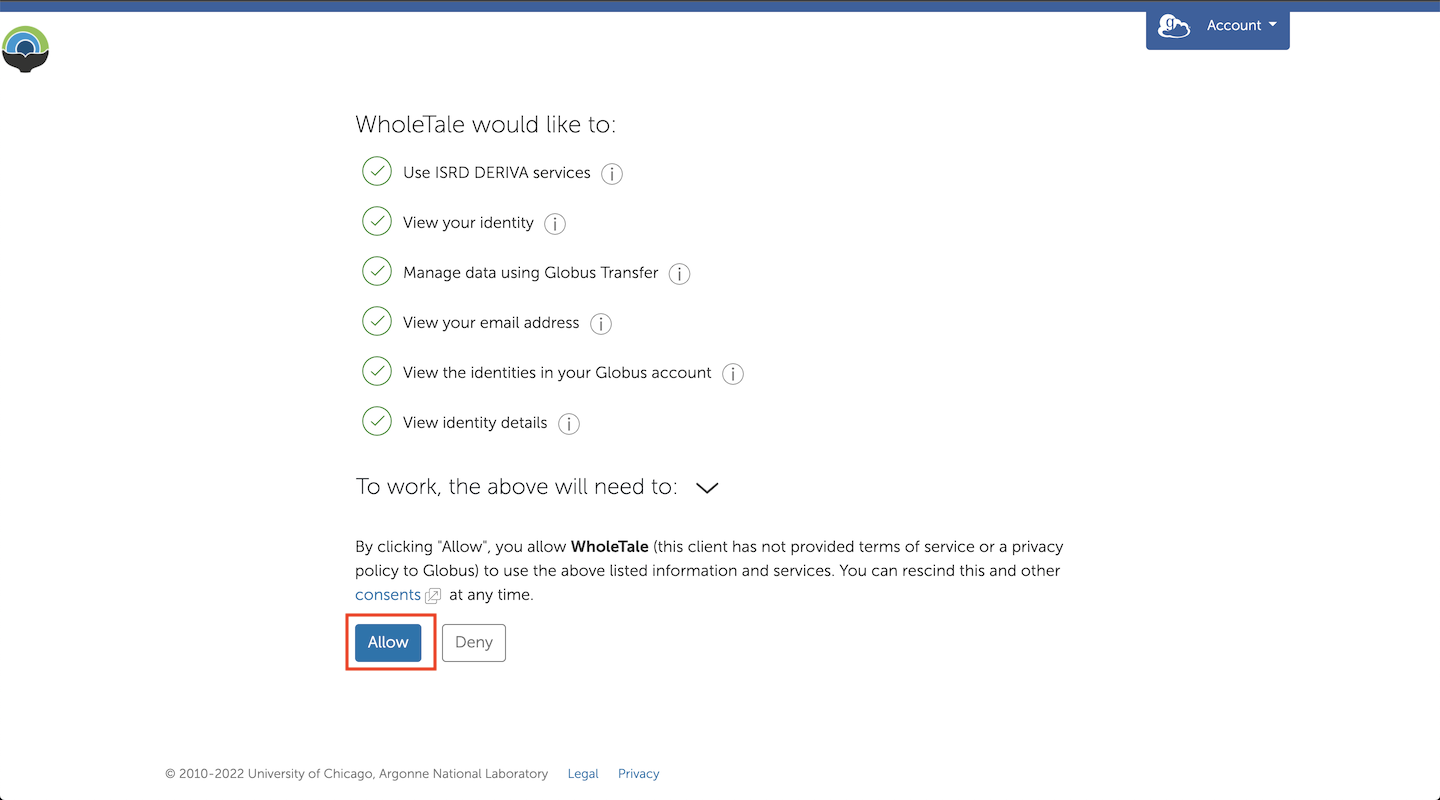 Account
WholeTale would like to:
Use ISRD DERIVA services
View your identity
Manage data using Globus Transfer
View your email address
View the identities in your Globus account
View identity details
To work, the above will need to:
By clicking "Allow", you allow WholeTale (this client has not provided terms of service or a privacy
policy to Globus) to use the above listed information and services. You can rescind this and other
consents at any time.
Allow Deny
© 2010-2022 University of Chicago, Argonne National Laboratory Legal Privacy